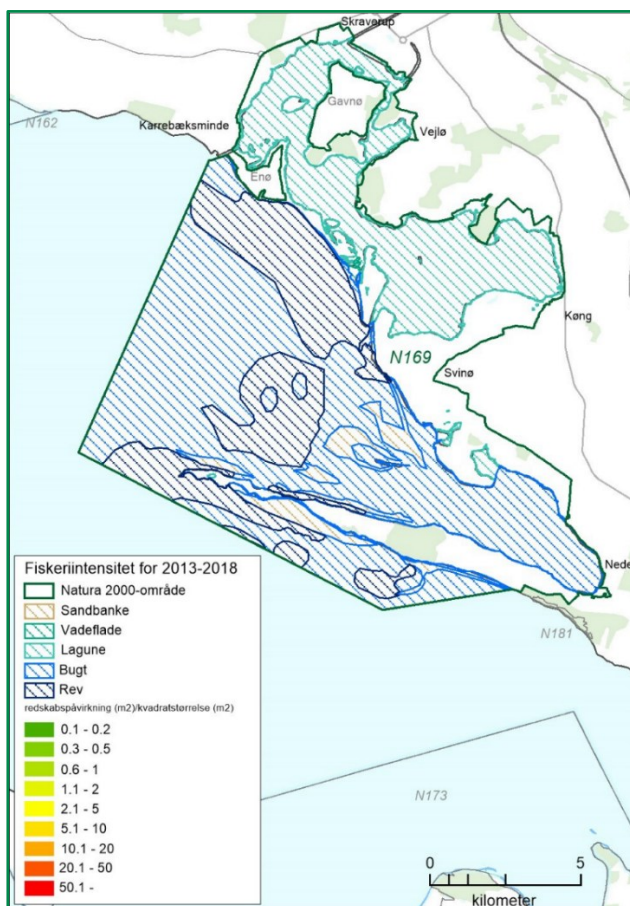 Skraverup
Gavnø
Vejlø
N162
Karrebæksminde
Enø
Køng
N169
Svinø
Fiskeriintensitet for 2013-2018
Natura 2000-område
Sandbanke
Vadeflade
Lagune
Bugt
Rev
redskabspåvirkning (m2)/kvadratstørrelse (m2)
0.1 - 0.2
0.3 - 0.5
0.6 - 1
1.1 - 2
2.1 - 5
5.1 - 10
10.1 - 20
20.1 - 50
50.1 -
Nede
N181
N173
0 5
kilometer